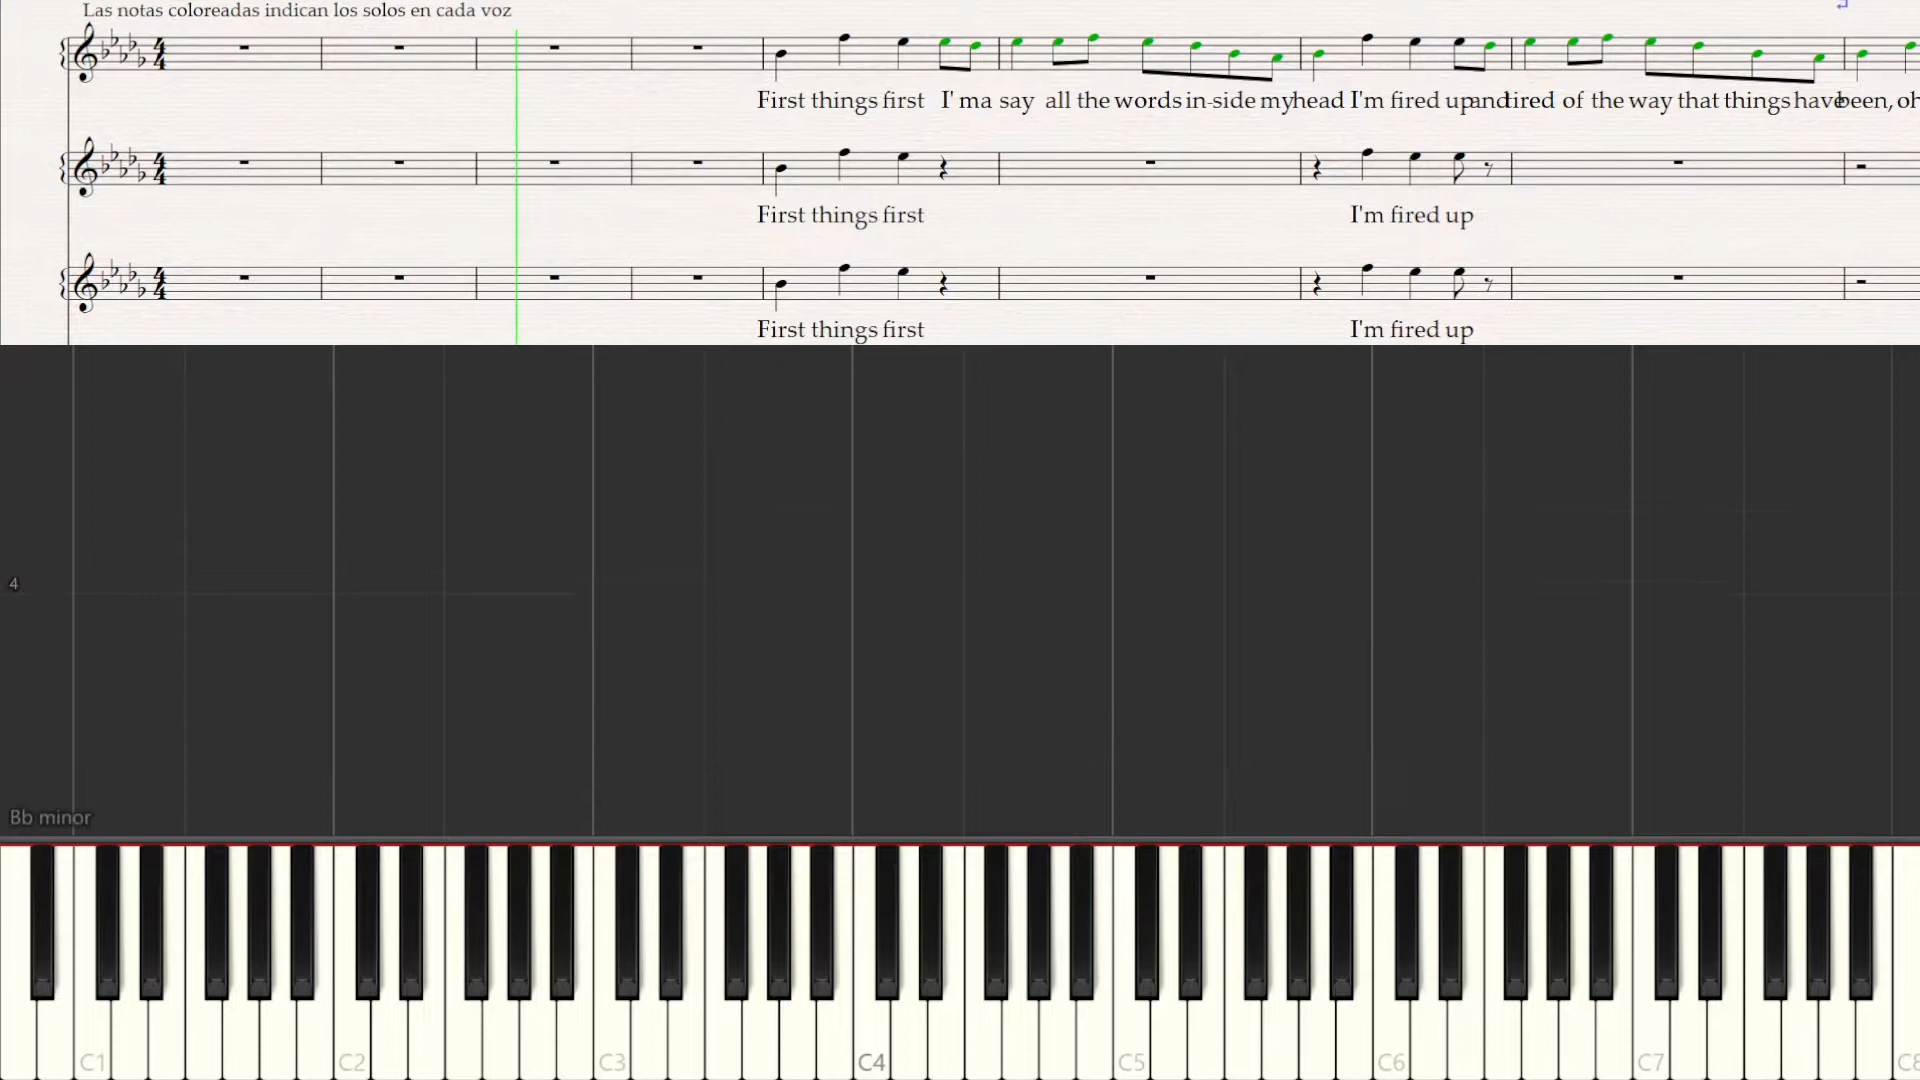 Las notas coloreadas indican los solos en cada voz
First things first I' ma say all the words in-side my head I'm fired up and tired of the way that things have been, oh
First things first I'm fired up
First things first I'm fired up
4
Bb minor
C1 C2 C3 C4 C5 C6 C7 C8